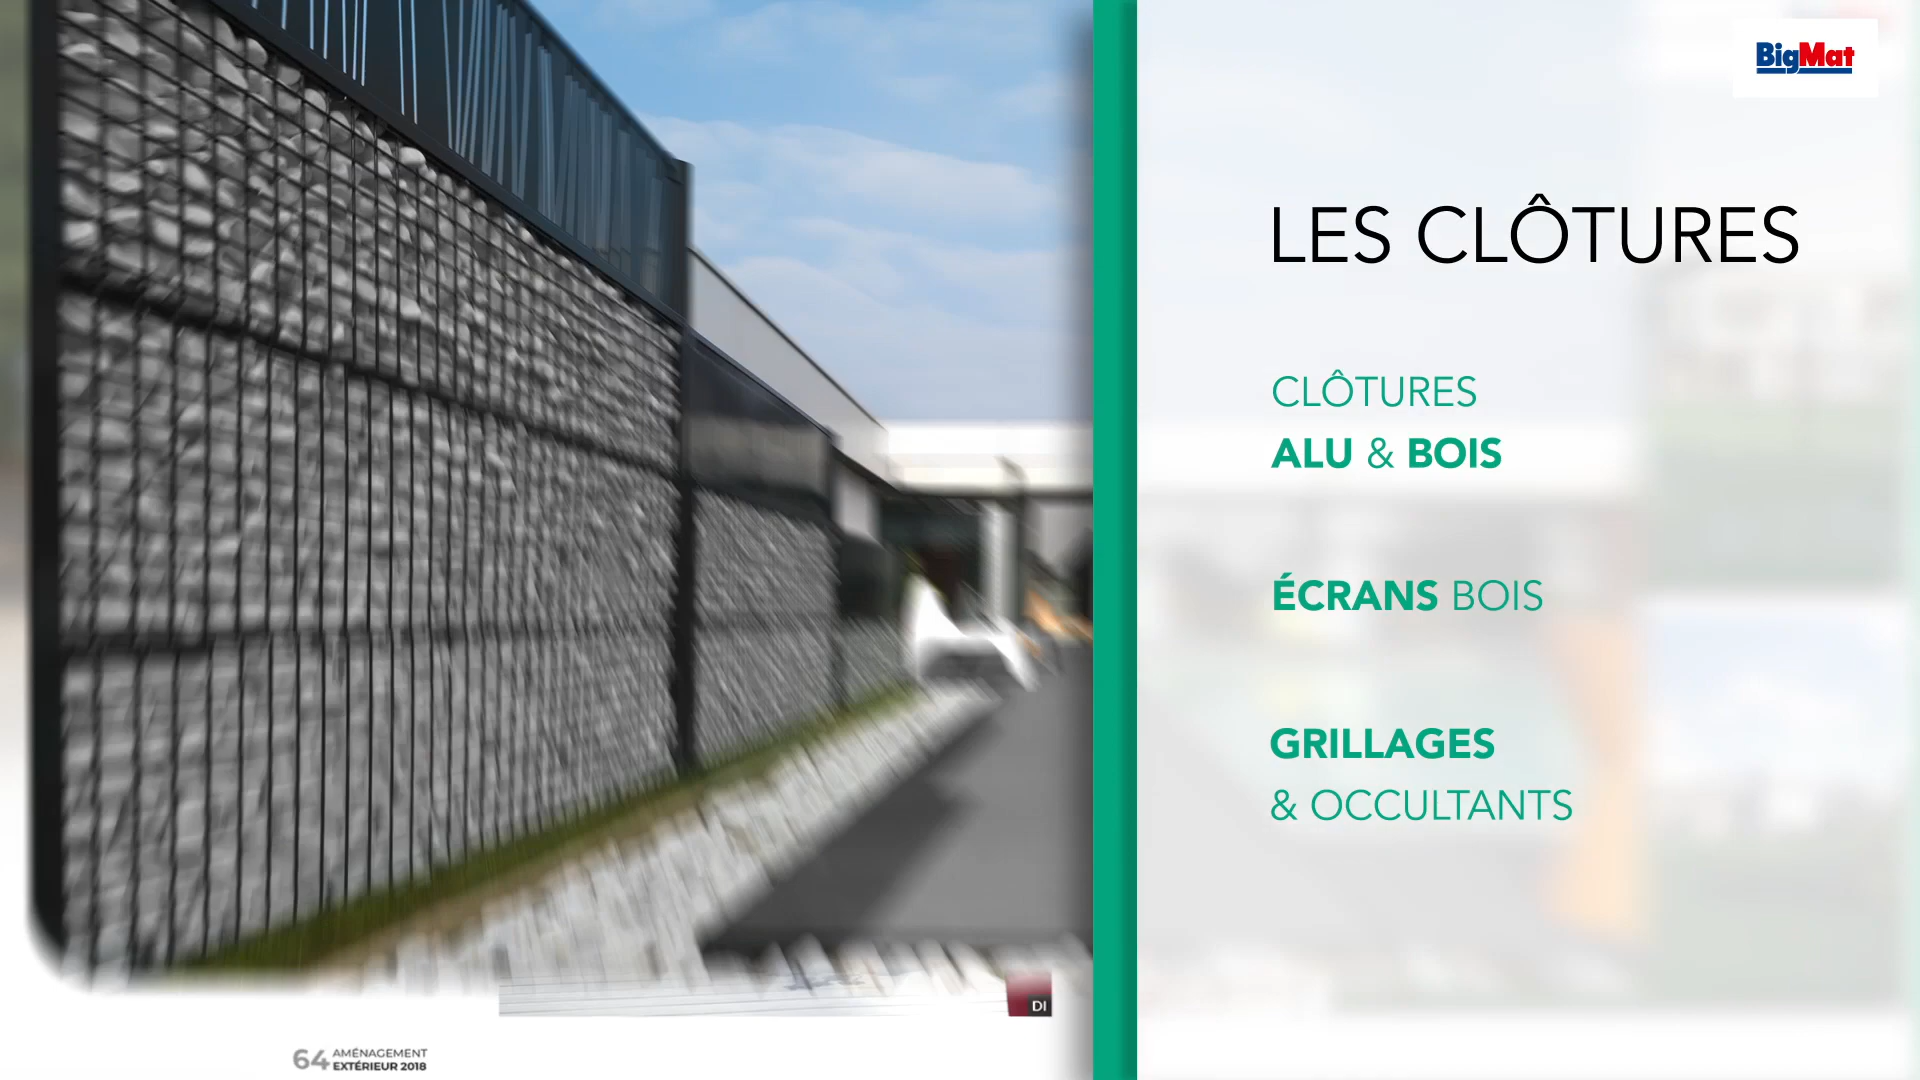 BigMat
LES CLÔTURES
CLÔTURES
ALU & BOIS
ÉCRANS BOIS
GRILLAGES
& OCCULTANTS
DI
64 AMÉNAGEMENT
EXTÉRIEUR 2018